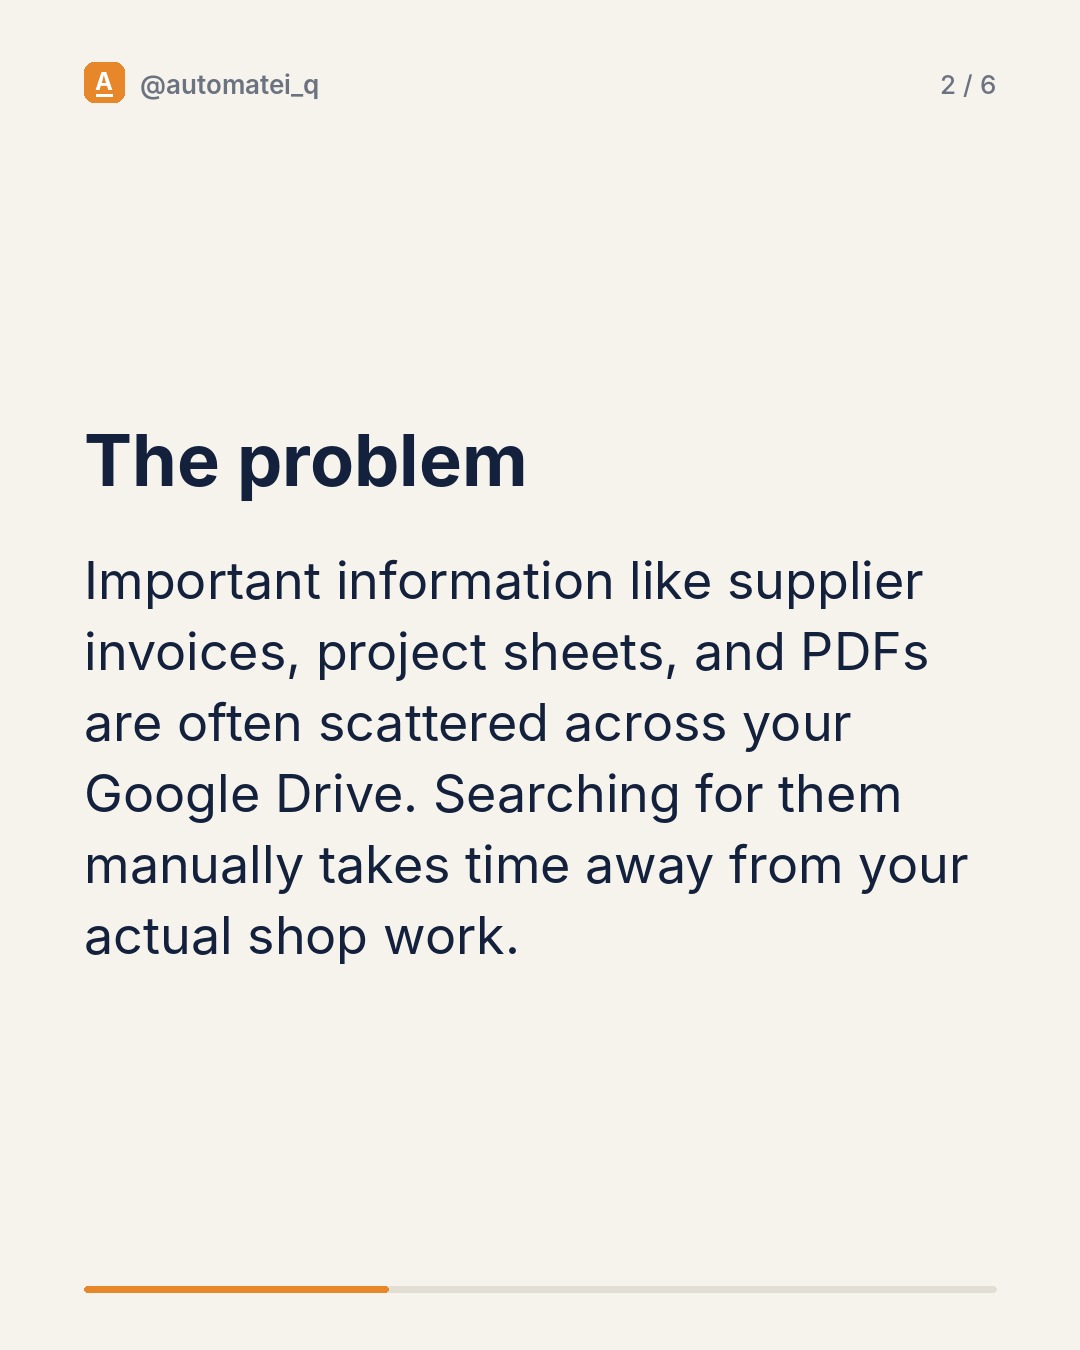 A @automatei_q
2 / 6
The problem
Important information like supplier
invoices, project sheets, and PDFs
are often scattered across your
Google Drive. Searching for them
manually takes time away from your
actual shop work.